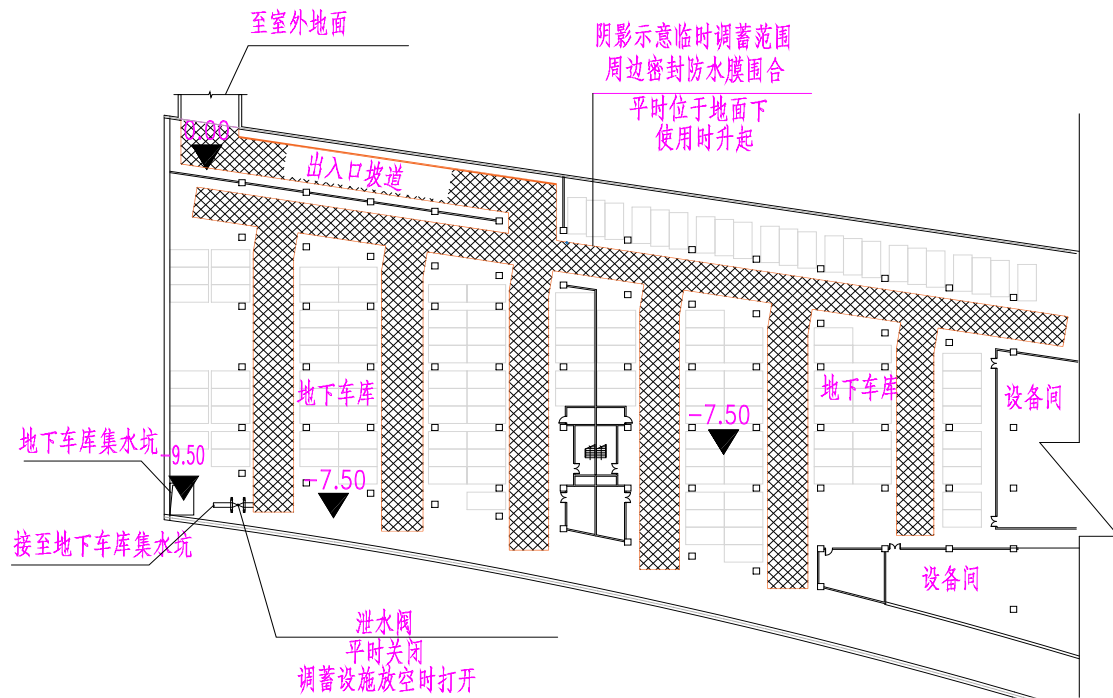 至室外地面
阴影示意临时调蓄范围
周边密封防水膜围合
平时位于地面下
使用时升起
0.00
出入口坡道
地下车库
地下车库
设备间
-7.50
地下车库集水坑
-9.50
-7.50
接至地下车库集水坑
设备间
泄水阀
平时关闭
调蓄设施放空时打开